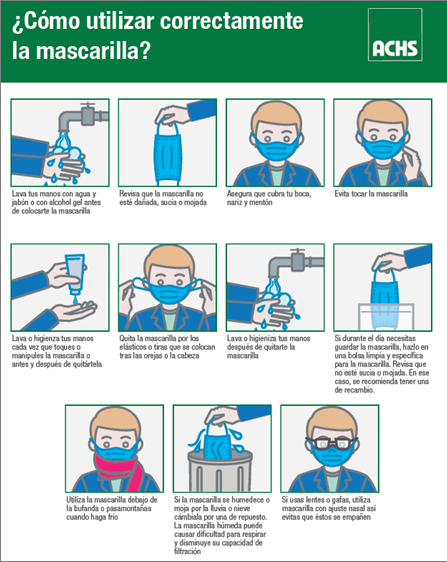 ¿Cómo utilizar correctamente
la mascarilla?
ACHS
Lava tus manos con agua y
jabón o con alcohol gel antes
de colocarte la mascarilla
Revisa que la mascarilla no
esté dañada, sucia o mojada
Asegura que cubra tu boca,
nariz y mentón
Evita tocar la mascarilla
Lava o higienza tus manos
cada vez que toques o
manipules la mascarilla o
antes y después de quitártela
Quita la mascarilla por los
elásticos o tiras que se colocan
tras las orejas o la cabeza
Lava o higieniza tus manos
después de quitarte la
mascarilla
Si durante el día necesitas
guardar la mascarilla, hazlo en
una bolsa limpia y específica
para la mascarilla. Revisa que
no esté sucia o mojada. En ese
caso, se recomienda tener una
de recambio.
Utiliza la mascarilla debajo de
la bufanda o pasamontañas
cuando haga frío
Si la mascarilla se humedece o
moja por la lluvia o nieve
cámbiala por una de repuesto.
La mascarilla húmeda puede
causar dificultad para respirar
y disminuye su capacidad de
filtración
Si usas lentes o gafas, utiliza
mascarilla con ajuste nasal así
evitas que éstos se empañen